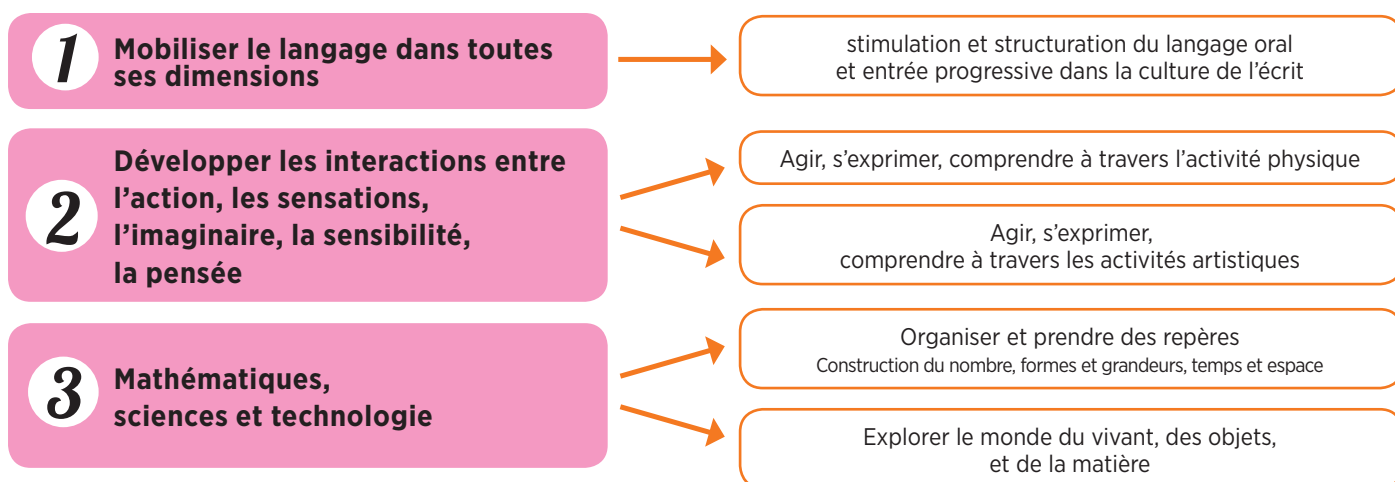 1
Mobiliser le langage dans toutes
ses dimensions
stimulation et structuration du langage oral
et entrée progressive dans la culture de l’écrit
2
Développer les interactions entre
l’action, les sensations,
l’imaginaire, la sensibilité,
la pensée
Agir, s’exprimer, comprendre à travers l’activité physique
Agir, s’exprimer,
comprendre à travers les activités artistiques
3
Mathématiques,
sciences et technologie
Organiser et prendre des repères
Construction du nombre, formes et grandeurs, temps et espace
Explorer le monde du vivant, des objets,
et de la matière